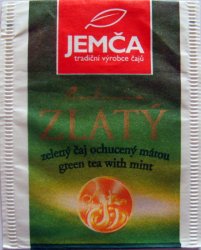 JEMČA
tradiční výrobce čajů
ZLATÝ
zelený čaj ochucený mátou
green tea with mint